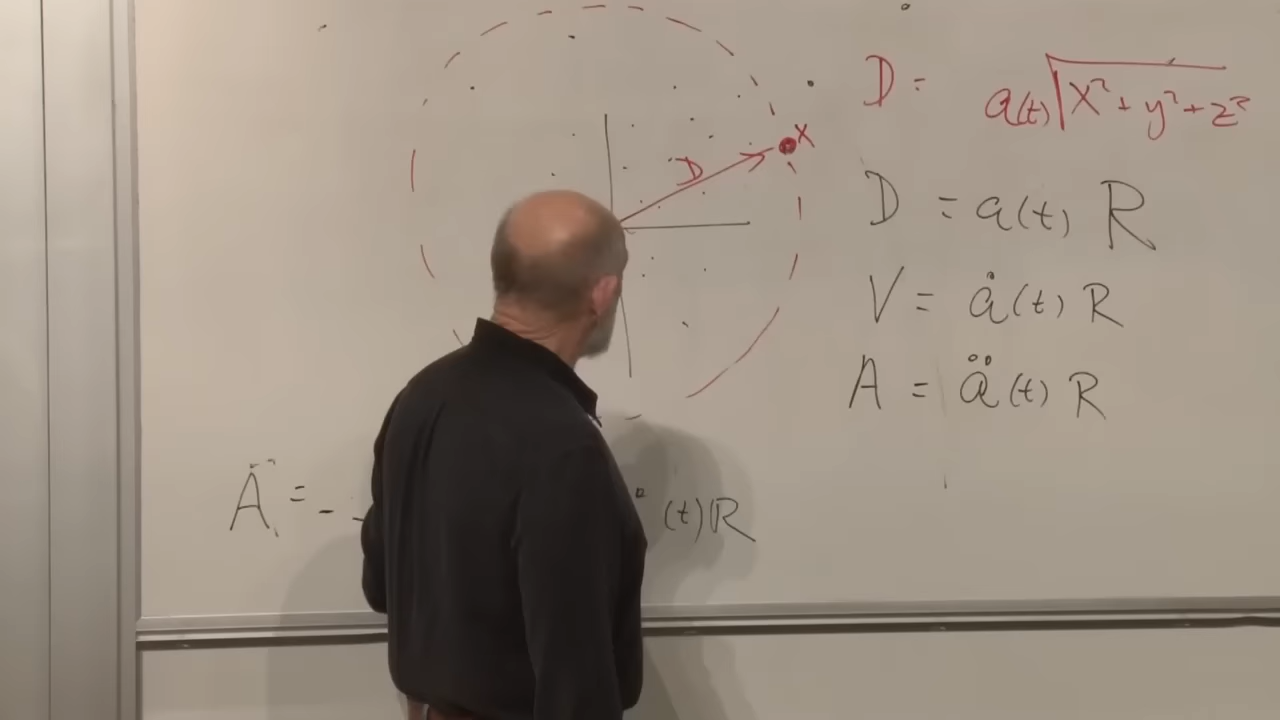 D = a(t) √x² + y² + z²
x
D
D = a(t) R
V = ȧ(t) R
A = ä(t) R
A = - (t) R